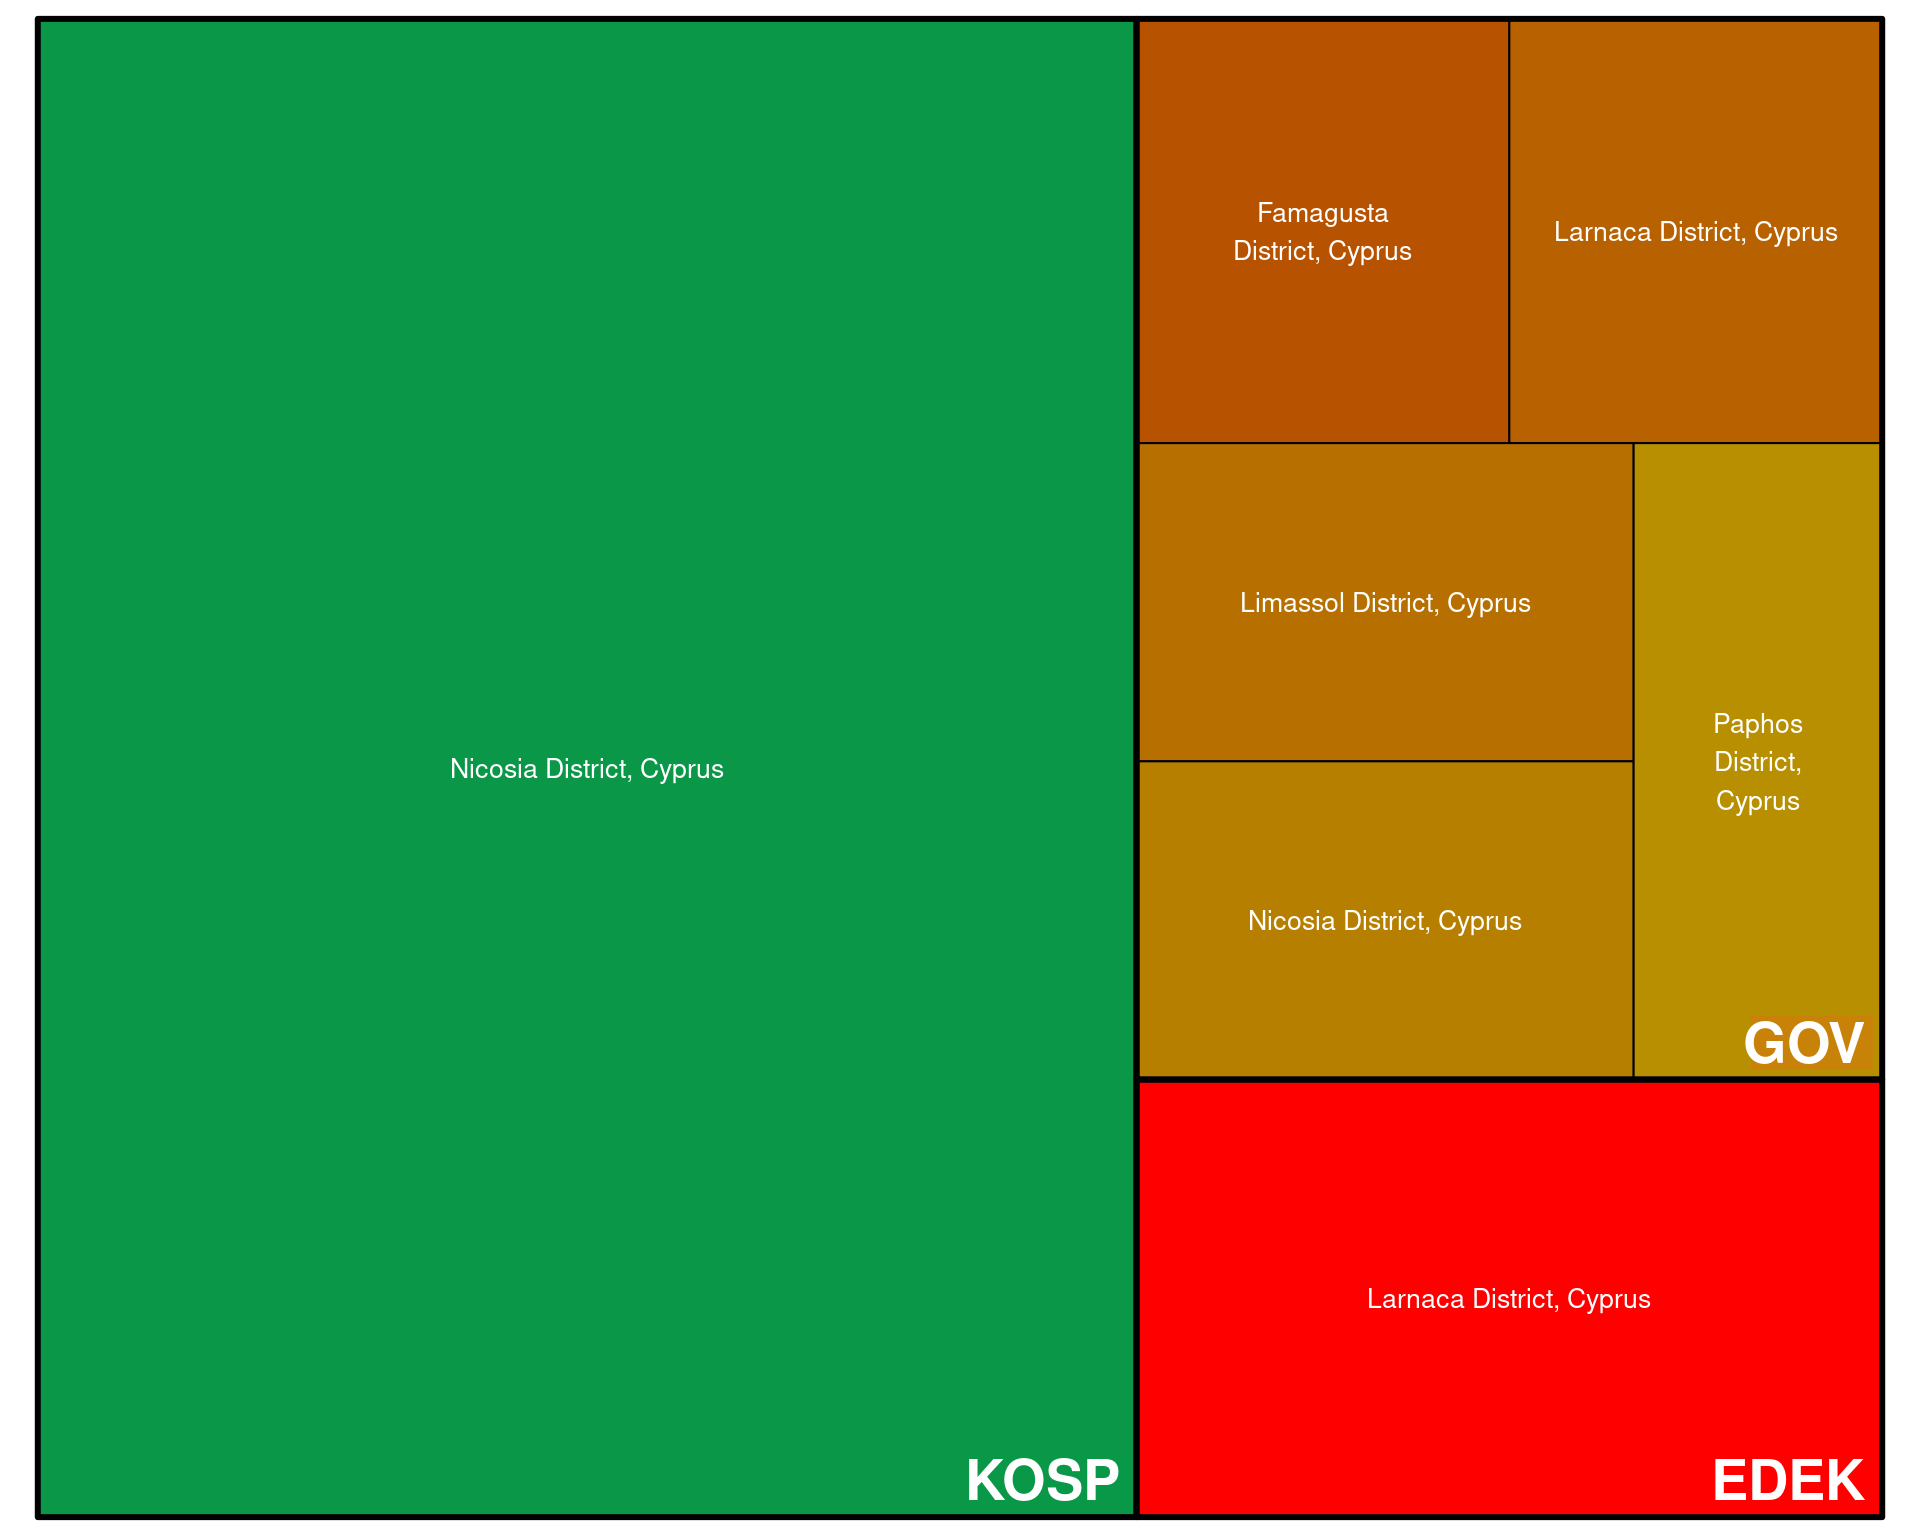 Nicosia District, Cyprus
KOSP
Famagusta
District, Cyprus
Larnaca District, Cyprus
Limassol District, Cyprus
Paphos
District,
Cyprus
Nicosia District, Cyprus
GOV
Larnaca District, Cyprus
EDEK